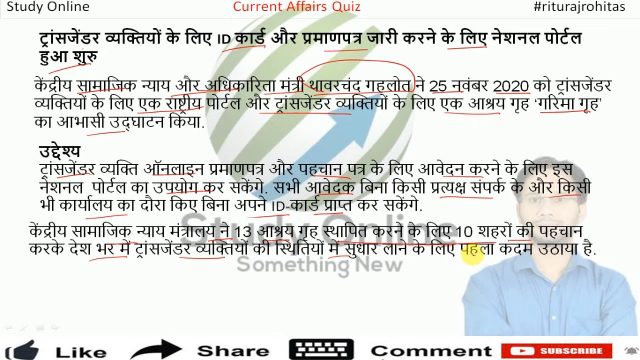 Study Online
Current Affairs Quiz
#riturajrohitas
ट्रांसजेंडर व्यक्तियों के लिए ID कार्ड और प्रमाणपत्र जारी करने के लिए नेशनल पोर्टल
हुआ शुरु
केंद्रीय सामाजिक न्याय और अधिकारिता मंत्री थावरचंद गहलोत ने 25 नवंबर 2020 को ट्रांसजेंडर
व्यक्तियों के लिए एक राष्ट्रीय पोर्टल और ट्रांसजेंडर व्यक्तियों के लिए एक आश्रय गृह 'गरिमा गृह'
का आभासी उद्घाटन किया.
उद्देश्य
ट्रांसजेंडर व्यक्ति ऑनलाइन प्रमाणपत्र और पहचान पत्र के लिए आवेदन करने के लिए इस
नेशनल पोर्टल का उपयोग कर सकेंगे. सभी आवेदक बिना किसी प्रत्यक्ष संपर्क के और किसी
भी कार्यालय का दौरा किए बिना अपने ID-कार्ड प्राप्त कर सकेंगे.
केंद्रीय सामाजिक न्याय मंत्रालय ने 13 आश्रय गृह स्थापित करने के लिए 10 शहरों की पहचान
करके देश भर में ट्रांसजेंडर व्यक्तियों की स्थितियों में सुधार लाने के लिए पहला कदम उठाया है.
Study Online
Something New
Like
Share
Comment
SUBSCRIBE